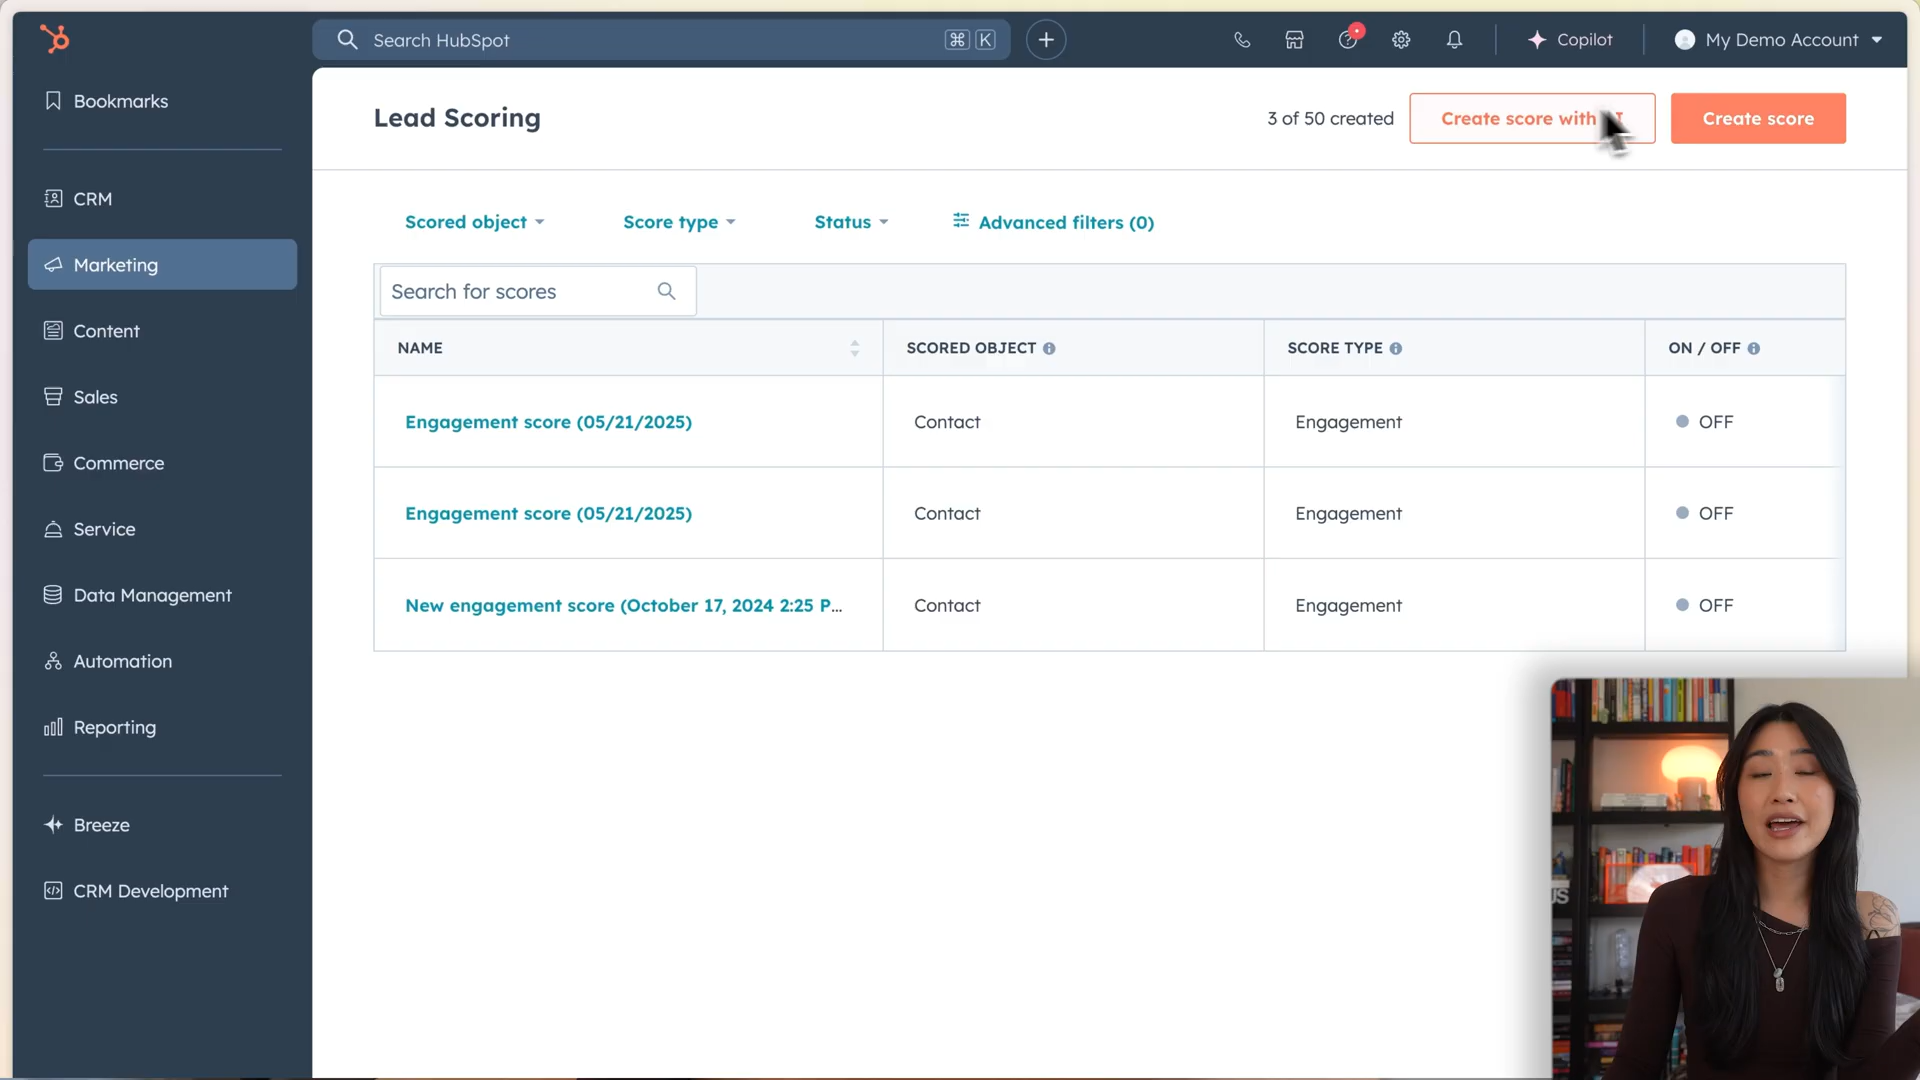 Search HubSpot
⌘ K
Copilot
My Demo Account
Bookmarks
CRM
Marketing
Content
Sales
Commerce
Service
Data Management
Automation
Reporting
Breeze
CRM Development
Lead Scoring
3 of 50 created
Create score with
Create score
Scored object
Score type
Status
Advanced filters (0)
Search for scores
NAME SCORED OBJECT SCORE TYPE ON / OFF
Engagement score (05/21/2025) Contact Engagement OFF
Engagement score (05/21/2025) Contact Engagement OFF
New engagement score (October 17, 2024 2:25 P... Contact Engagement OFF